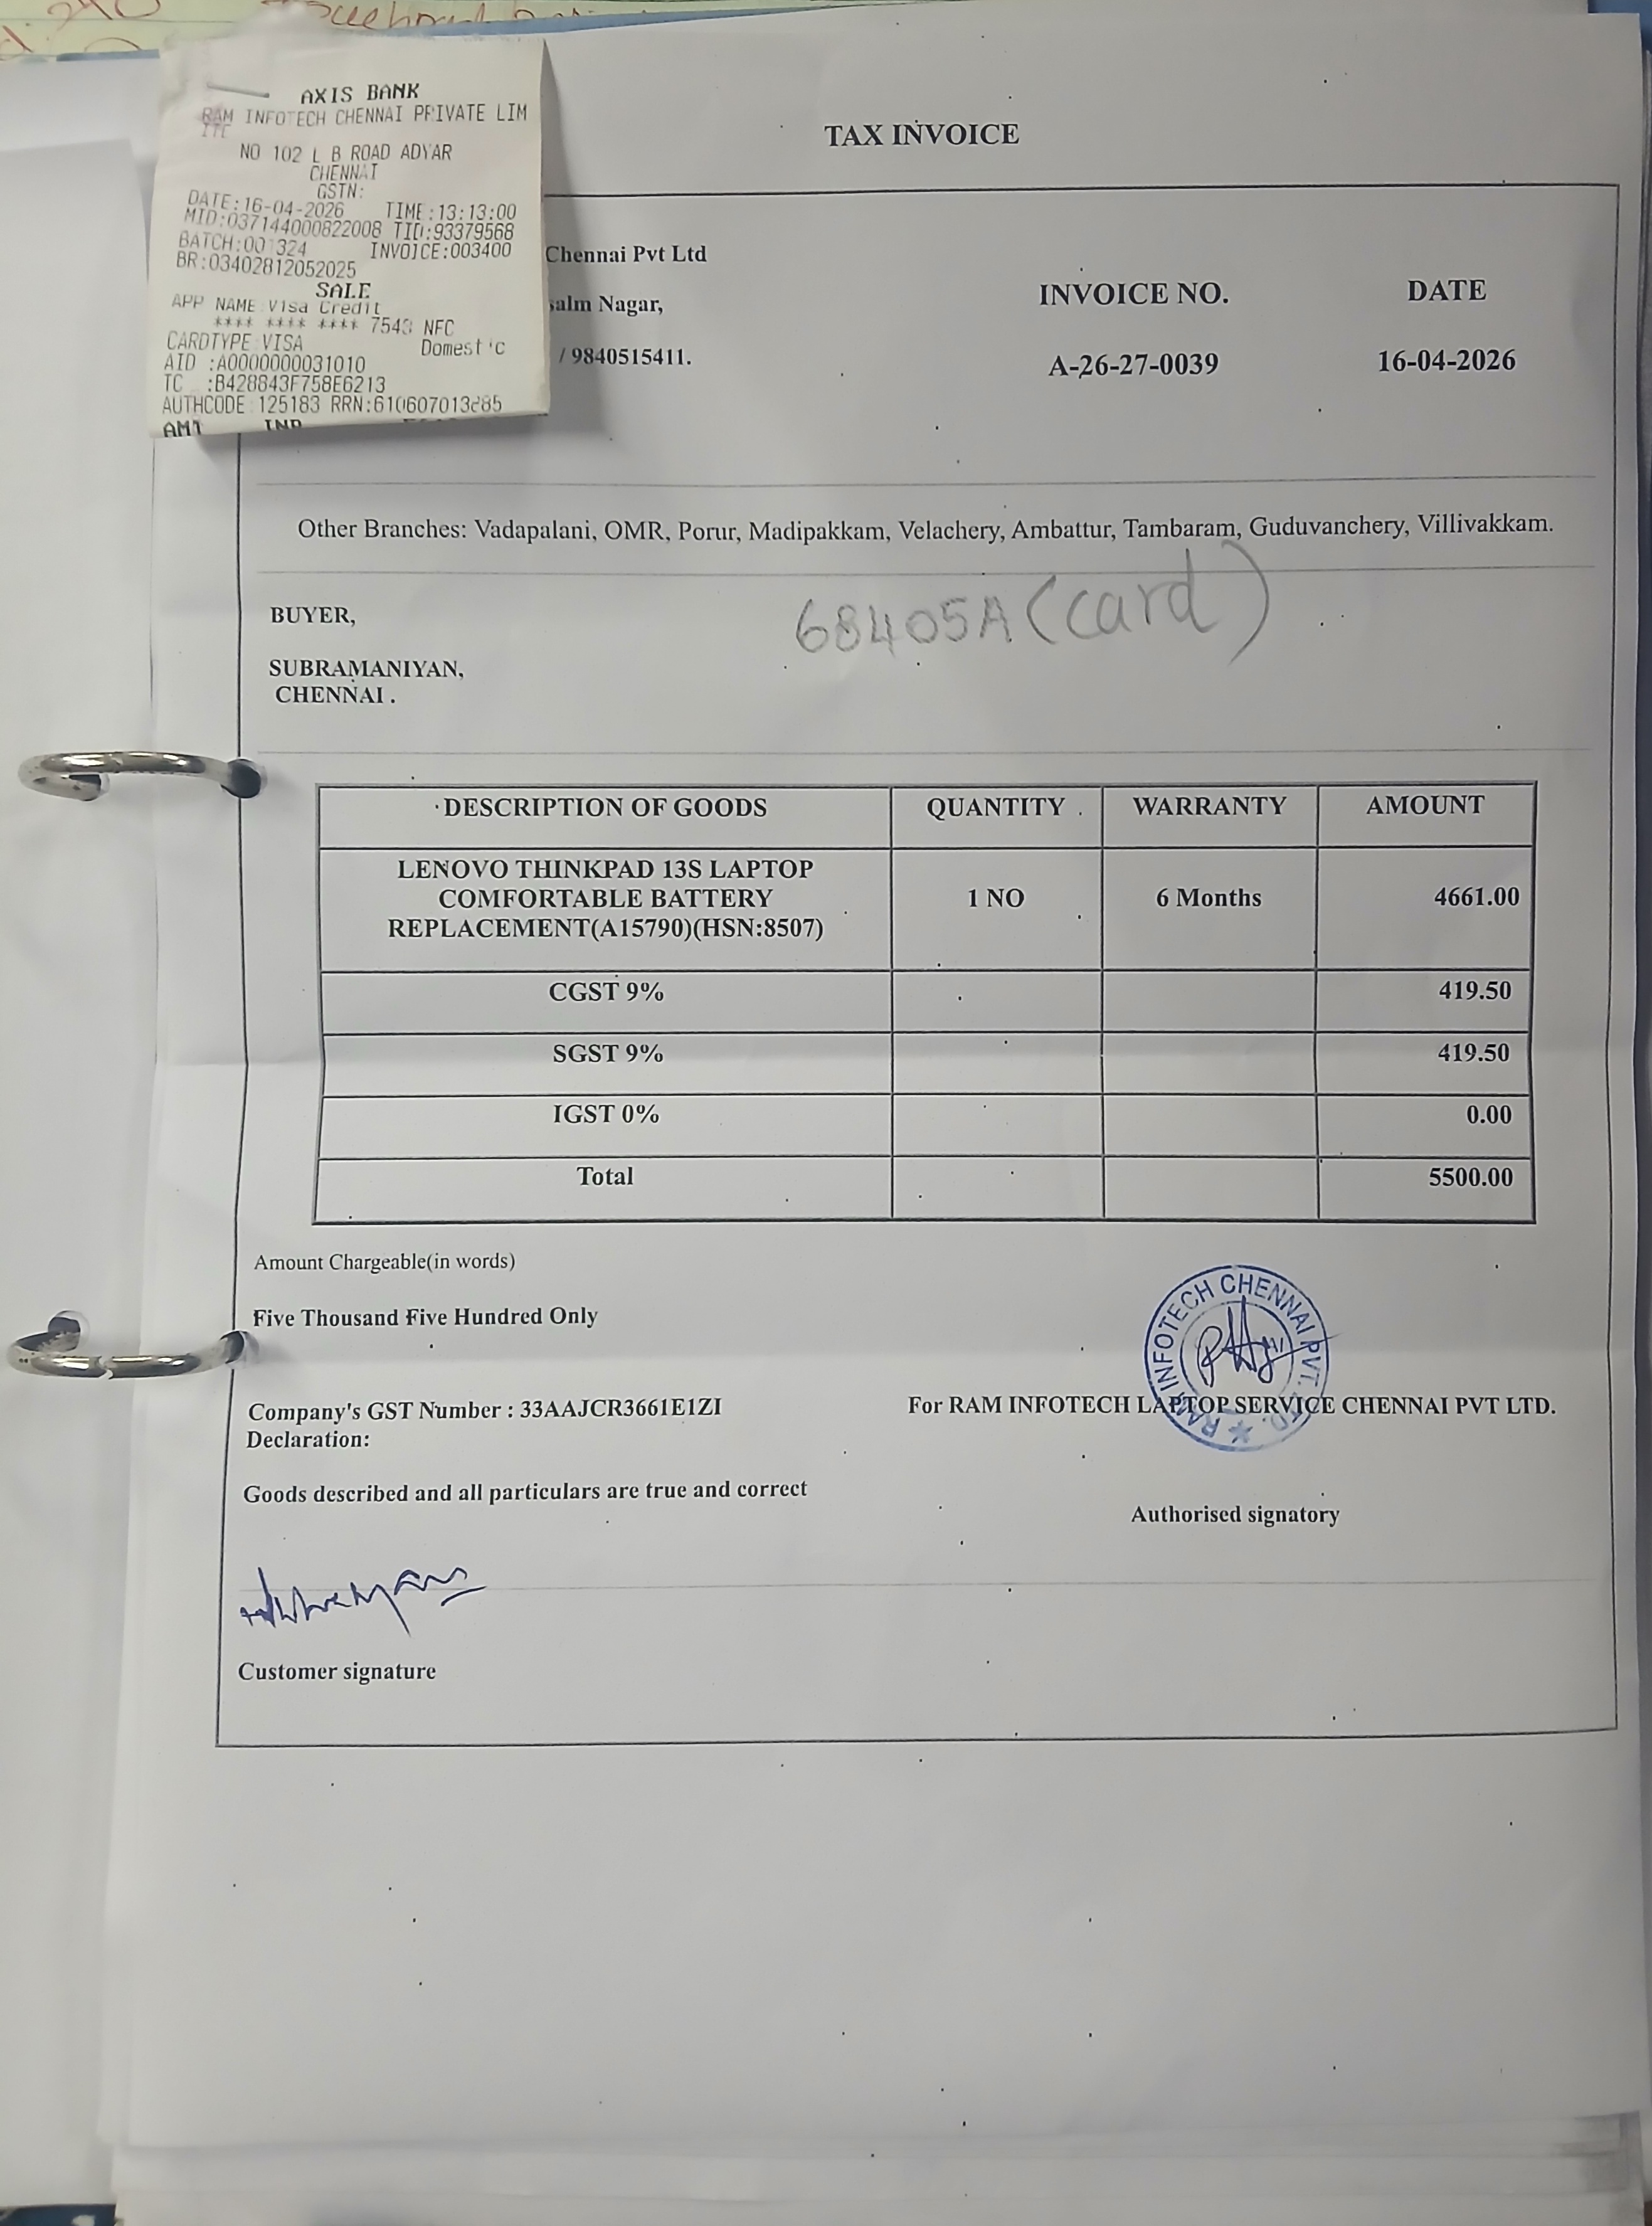 AXIS BANK
RAM INFOTECH CHENNAI PRIVATE LIM
ITE
NO 102 L B ROAD ADYAR
CHENNAI
GSTN:
DATE:16-04-2026 TIME:13:13:00
MID:037144000822008 TID:93379568
BATCH:001324 INVOICE:003400
BR:03402812052025
SALE
APP NAME:Visa Credit
**** **** **** 7543 NFC
CARDTYPE:VISA Domestic
AID :A0000000031010
TC :B428843F758E6213
AUTHCODE:125183
AMT INR
TAX INVOICE
Chennai Pvt Ltd
salm Nagar,
/ 9840515411.
INVOICE NO. DATE
A-26-27-0039 16-04-2026
Other Branches: Vadapalani, OMR, Porur, Madipakkam, Velachery, Ambattur, Tambaram, Guduvanchery, Villivakkam.
68405A (card)
BUYER,
SUBRAMANIYAN,
CHENNAI .
DESCRIPTION OF GOODS QUANTITY WARRANTY AMOUNT
LENOVO THINKPAD 13S LAPTOP
COMFORTABLE BATTERY
REPLACEMENT(A15790)(HSN:8507) 1 NO 6 Months 4661.00
CGST 9% 419.50
SGST 9% 419.50
IGST 0% 0.00
Total 5500.00
Amount Chargeable(in words)
Five Thousand Five Hundred Only
RAM INFOTECH CHENNAI PVT. LTD.
Company's GST Number : 33AAJCR3661E1ZI
For RAM INFOTECH LAPTOP SERVICE CHENNAI PVT LTD.
Declaration:
Goods described and all particulars are true and correct
Authorised signatory
Customer signature